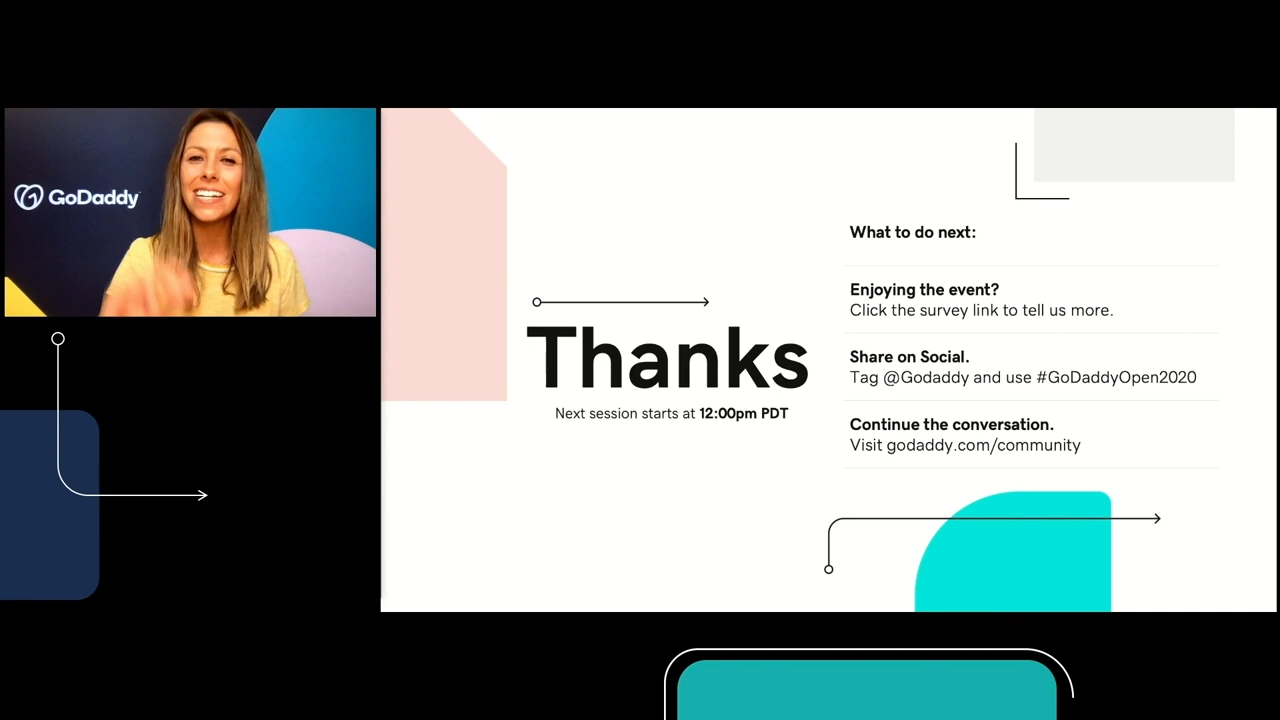 GoDaddy
Thanks
Next session starts at 12:00pm PDT
What to do next:
Enjoying the event?
Click the survey link to tell us more.
Share on Social.
Tag @Godaddy and use #GoDaddyOpen2020
Continue the conversation.
Visit godaddy.com/community